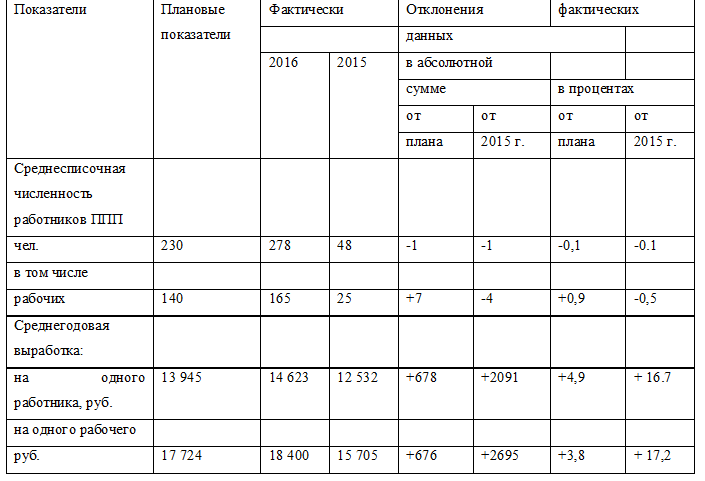 Показатели Плановые Фактически Отклонения фактических
показатели данных
2016 2015 в абсолютной
сумме в процентах
от от от от
плана 2015 г. плана 2015 г.
Среднесписочная
численность
работников ППП
чел. 230 278 48 -1 -1 -0,1 -0.1
в том числе
рабочих 140 165 25 +7 -4 +0,9 -0,5
Среднегодовая
выработка:
на одного 13 945 14 623 12 532 +678 +2091 +4,9 + 16.7
работника, руб.
на одного рабочего
руб. 17 724 18 400 15 705 +676 +2695 +3,8 + 17,2